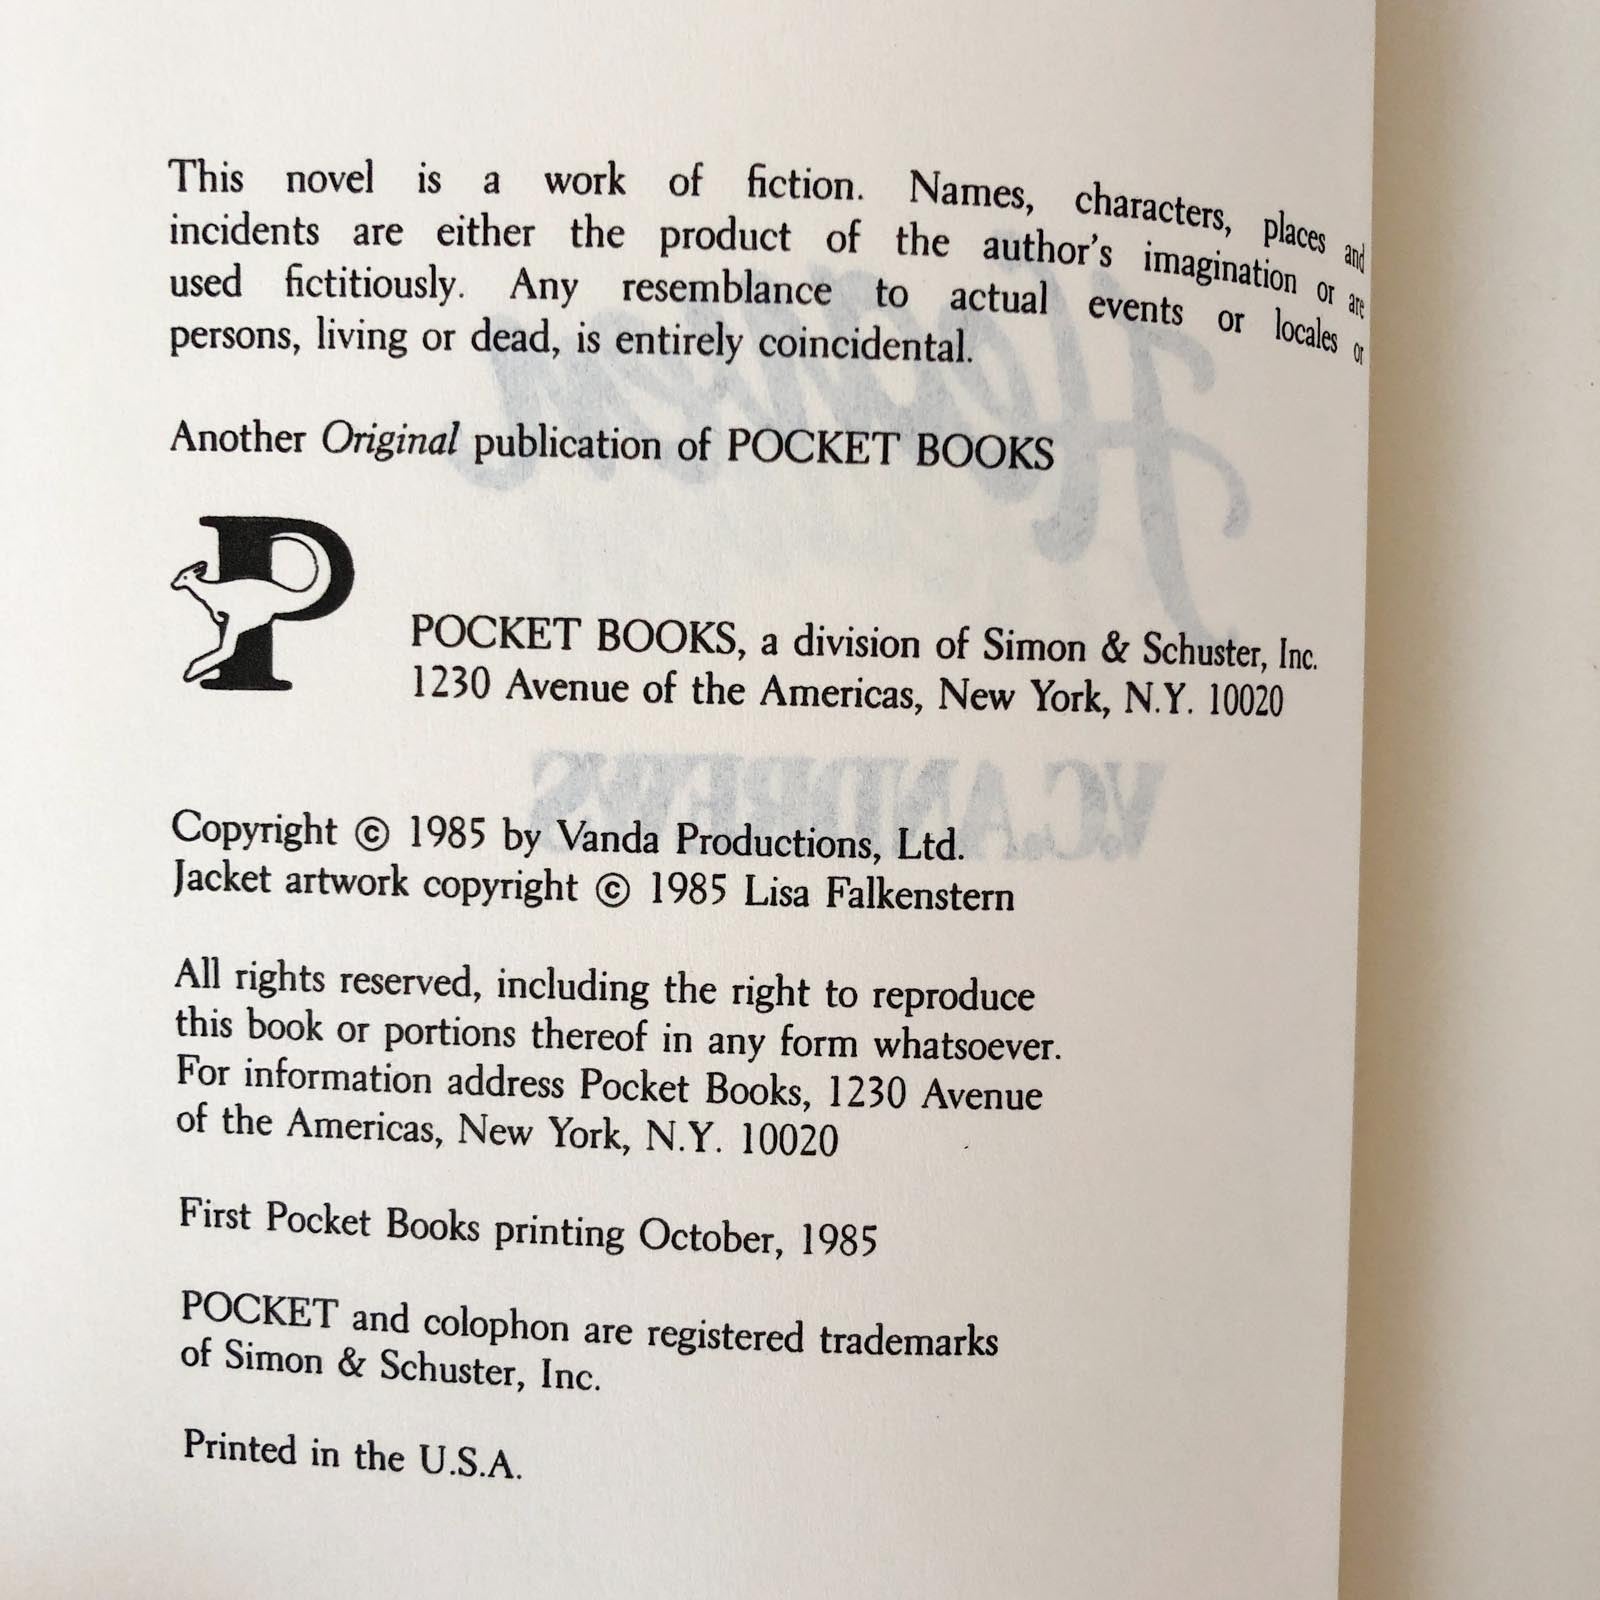 This novel is a work of fiction. Names, characters, places and
incidents are either the product of the author's imagination or are
used fictitiously. Any resemblance to actual events or locales or
persons, living or dead, is entirely coincidental.
Another Original publication of POCKET BOOKS
P
POCKET BOOKS, a division of Simon & Schuster, Inc.
1230 Avenue of the Americas, New York, N.Y. 10020
Copyright © 1985 by Vanda Productions, Ltd.
Jacket artwork copyright © 1985 Lisa Falkenstern
All rights reserved, including the right to reproduce
this book or portions thereof in any form whatsoever.
For information address Pocket Books, 1230 Avenue
of the Americas, New York, N.Y. 10020
First Pocket Books printing October, 1985
POCKET and colophon are registered trademarks
of Simon & Schuster, Inc.
Printed in the U.S.A.
Heaven
V.C. ANDREWS